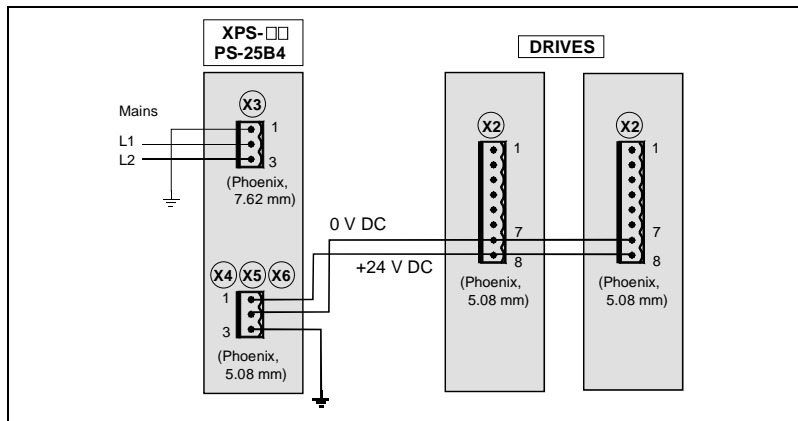 XPS-□□
PS-25B4
DRIVES
Mains
L1
L2
X3
1
3
(Phoenix,
7.62 mm)
X4 X5 X6
1
3
(Phoenix,
5.08 mm)
0 V DC
+24 V DC
X2
1
7
8
(Phoenix,
5.08 mm)
X2
1
7
8
(Phoenix,
5.08 mm)